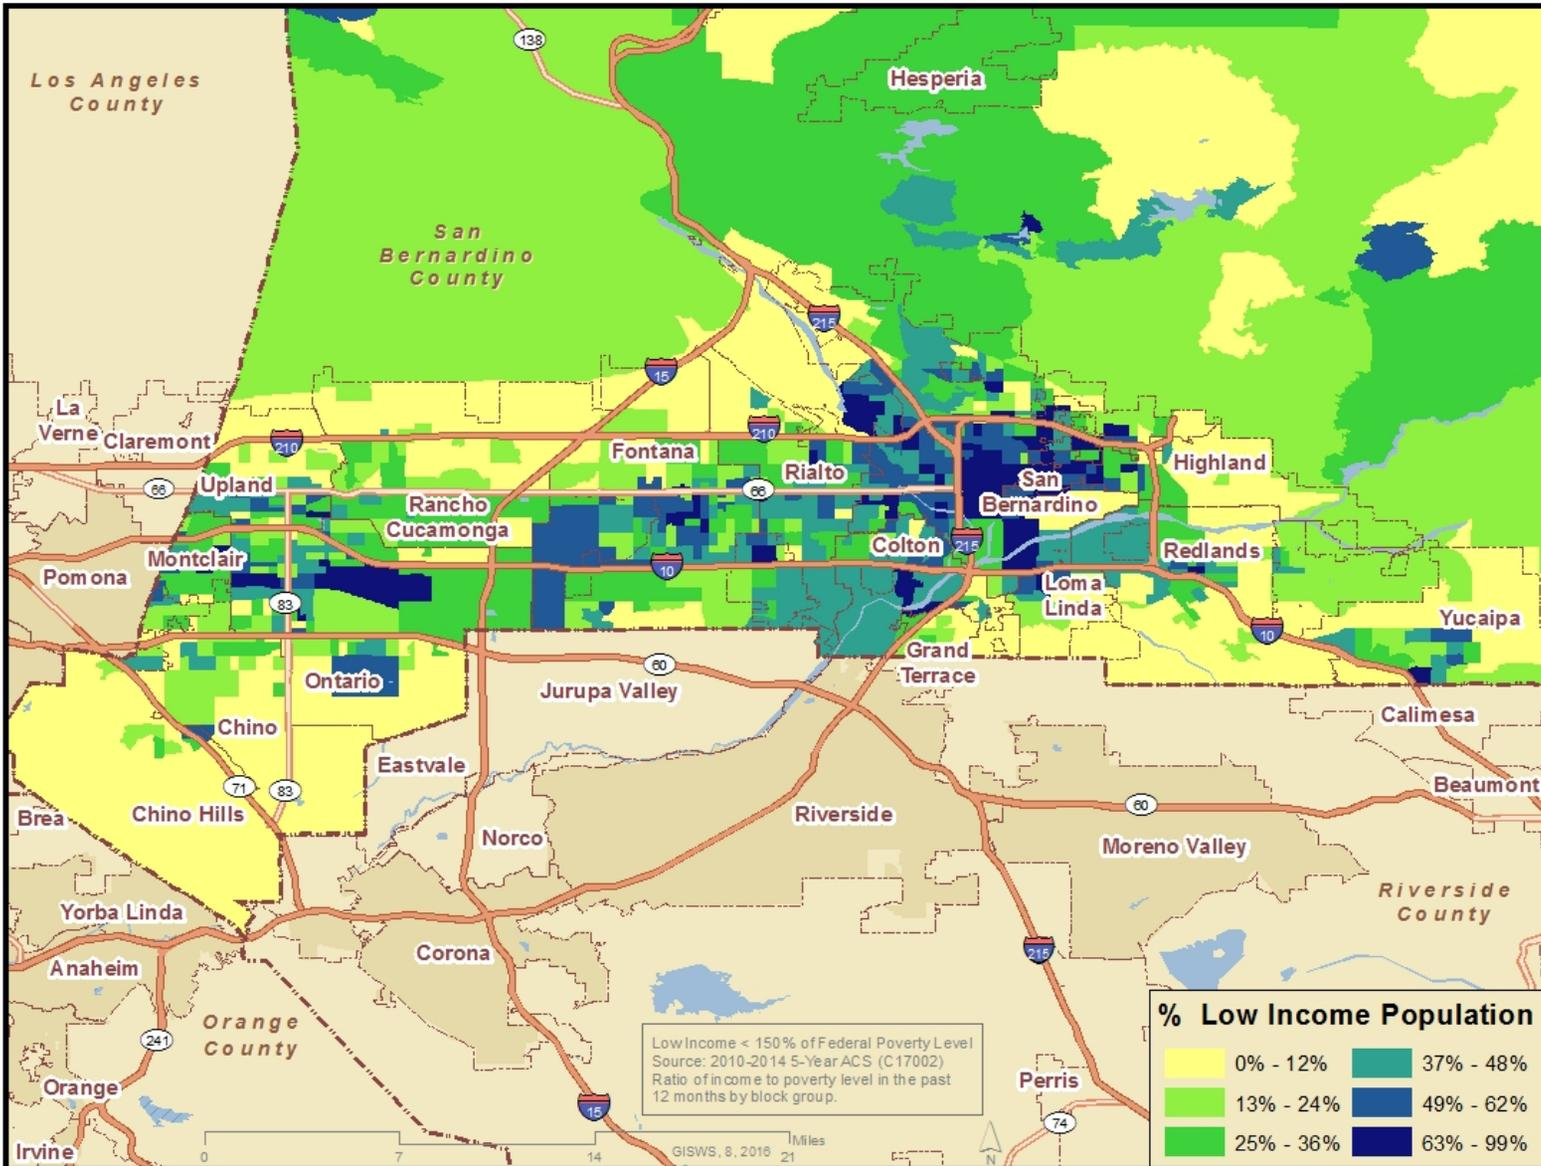 138
Los Angeles
County
Hesperia
San
Bernardino
County
215
15
La
Verne
Claremont
210
210
Fontana
Rialto
Highland
66
Upland
66
San
Bernardino
Rancho
Cucamonga
Colton
215
Redlands
Montclair
Pomona
10
Loma
Linda
83
10
Yucaipa
60
Grand
Terrace
Ontario
Jurupa Valley
Chino
Calimesa
Eastvale
71
83
Beaumont
Brea
Chino Hills
Riverside
60
Norco
Moreno Valley
Riverside
County
Yorba Linda
Corona
215
Anaheim
Orange
County
241
Low Income < 150% of Federal Poverty Level
Source: 2010-2014 5-Year ACS (C17002)
Ratio of income to poverty level in the past
12 months by block group.
Orange
Perris
15
74
Irvine
0 7 14 21 Miles
GISWS, 8, 2016
N
% Low Income Population
0% - 12%
37% - 48%
13% - 24%
49% - 62%
25% - 36%
63% - 99%